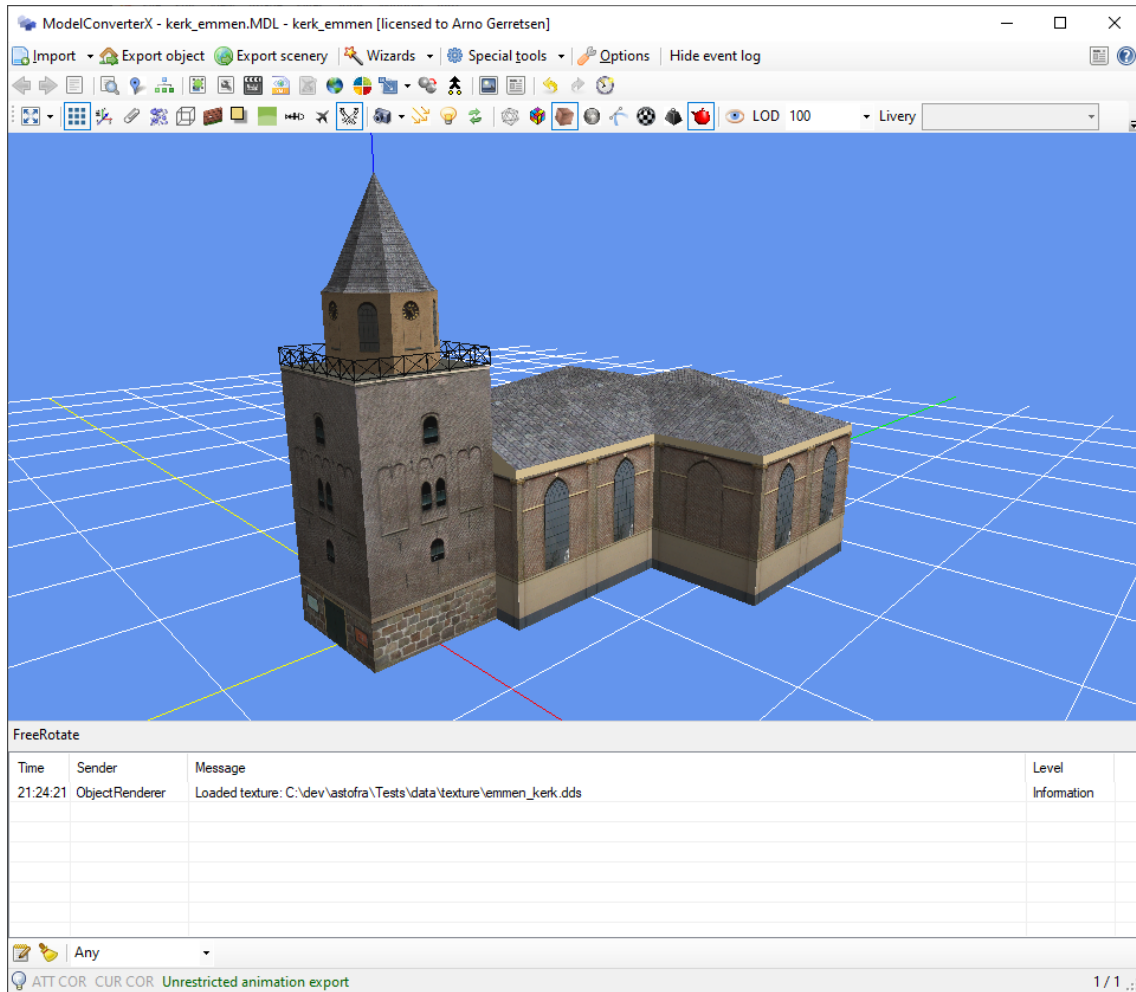 ModelConverterX - kerk_emmen.MDL - kerk_emmen [licensed to Arno Gerretsen]
Import Export object Export scenery Wizards Special tools Options Hide event log
LOD 100 Livery
FreeRotate
Time Sender Message Level
21:24:21 ObjectRenderer Loaded texture: C:\dev\astofra\Tests\data\texture\emmen_kerk.dds Information
Any
ATT COR CUR COR Unrestricted animation export 1 / 1